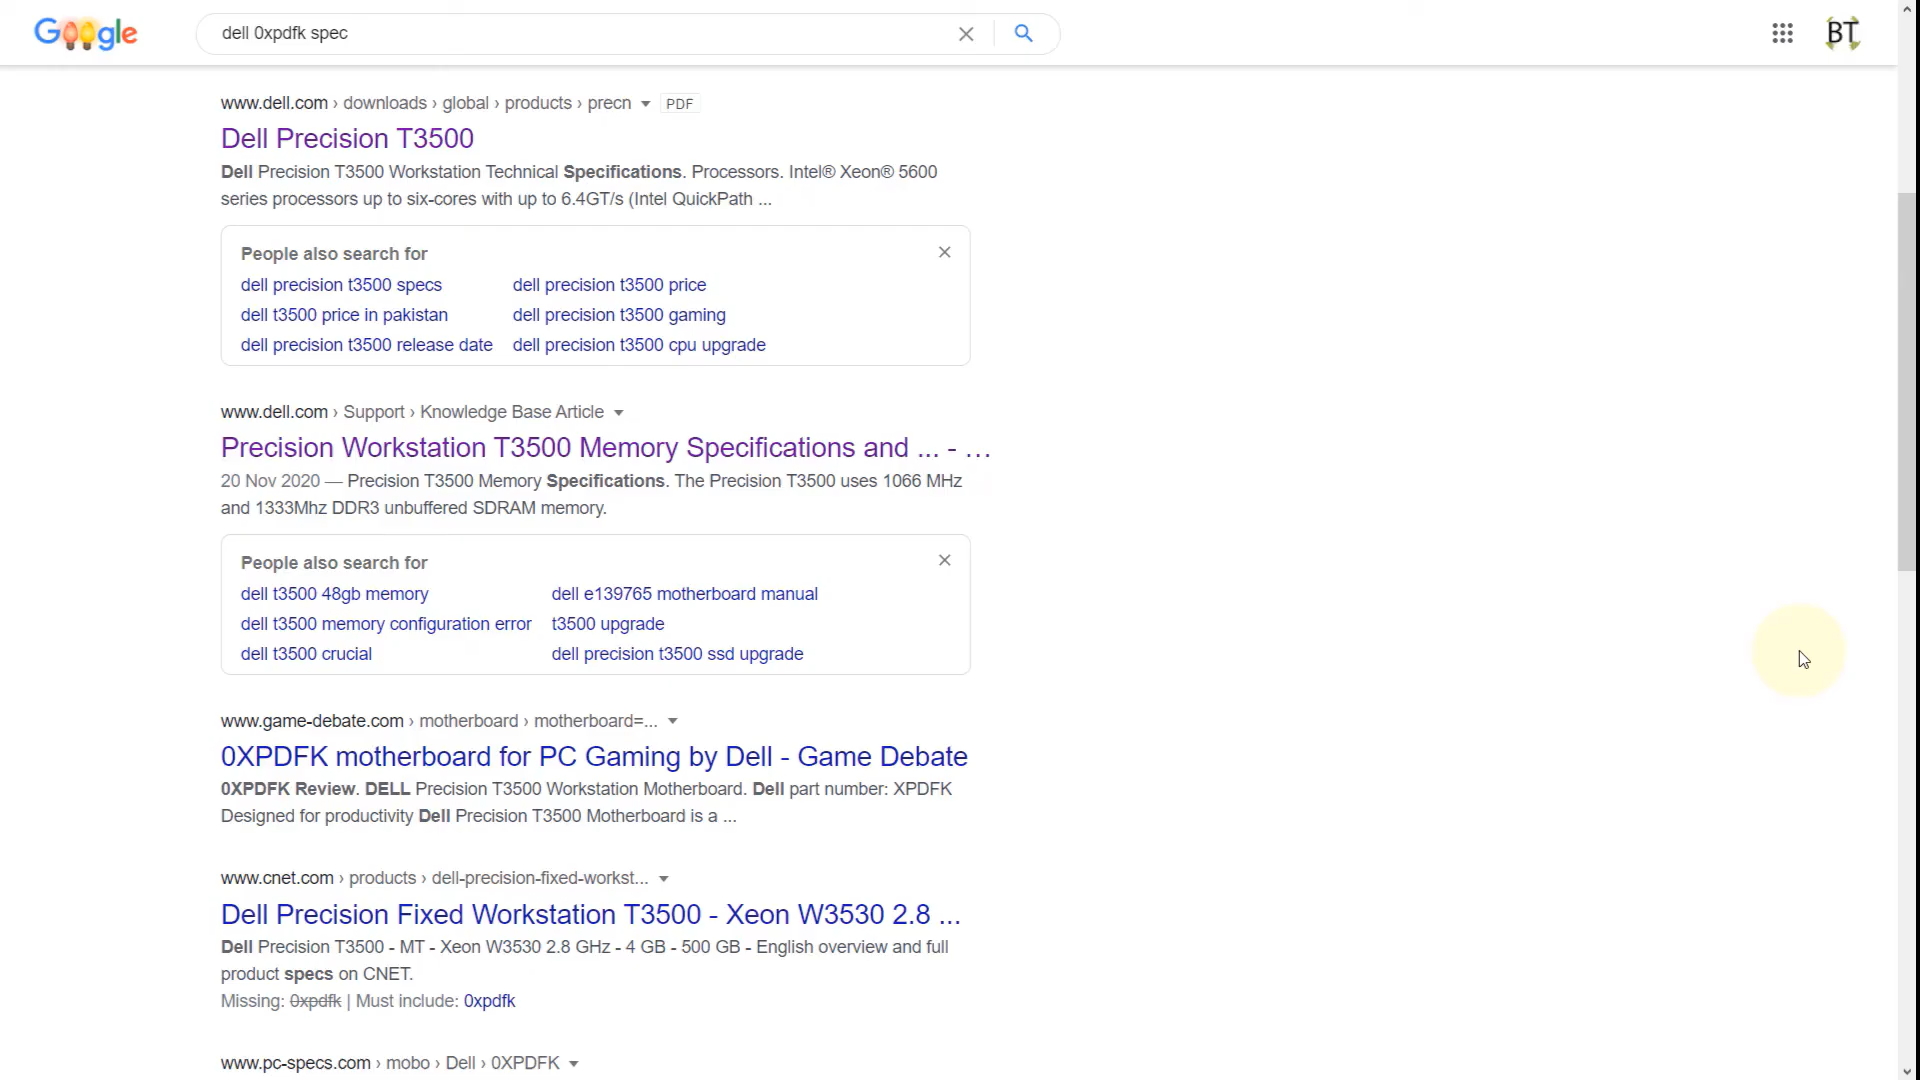 Google
dell 0xpdfk spec
BT
www.dell.com › downloads › global › products › precn PDF
Dell Precision T3500
Dell Precision T3500 Workstation Technical Specifications. Processors. Intel® Xeon® 5600
series processors up to six-cores with up to 6.4GT/s (Intel QuickPath ...
People also search for
dell precision t3500 specs dell precision t3500 price
dell t3500 price in pakistan dell precision t3500 gaming
dell precision t3500 release date dell precision t3500 cpu upgrade
www.dell.com › Support › Knowledge Base Article
Precision Workstation T3500 Memory Specifications and ... - ...
20 Nov 2020 — Precision T3500 Memory Specifications. The Precision T3500 uses 1066 MHz
and 1333Mhz DDR3 unbuffered SDRAM memory.
People also search for
dell t3500 48gb memory dell e139765 motherboard manual
dell t3500 memory configuration error t3500 upgrade
dell t3500 crucial dell precision t3500 ssd upgrade
www.game-debate.com › motherboard › motherboard=...
0XPDFK motherboard for PC Gaming by Dell - Game Debate
0XPDFK Review. DELL Precision T3500 Workstation Motherboard. Dell part number: XPDFK
Designed for productivity Dell Precision T3500 Motherboard is a ...
www.cnet.com › products › dell-precision-fixed-workst...
Dell Precision Fixed Workstation T3500 - Xeon W3530 2.8 ...
Dell Precision T3500 - MT - Xeon W3530 2.8 GHz - 4 GB - 500 GB - English overview and full
product specs on CNET.
Missing: 0xpdfk | Must include: 0xpdfk
www.pc-specs.com › mobo › Dell › 0XPDFK